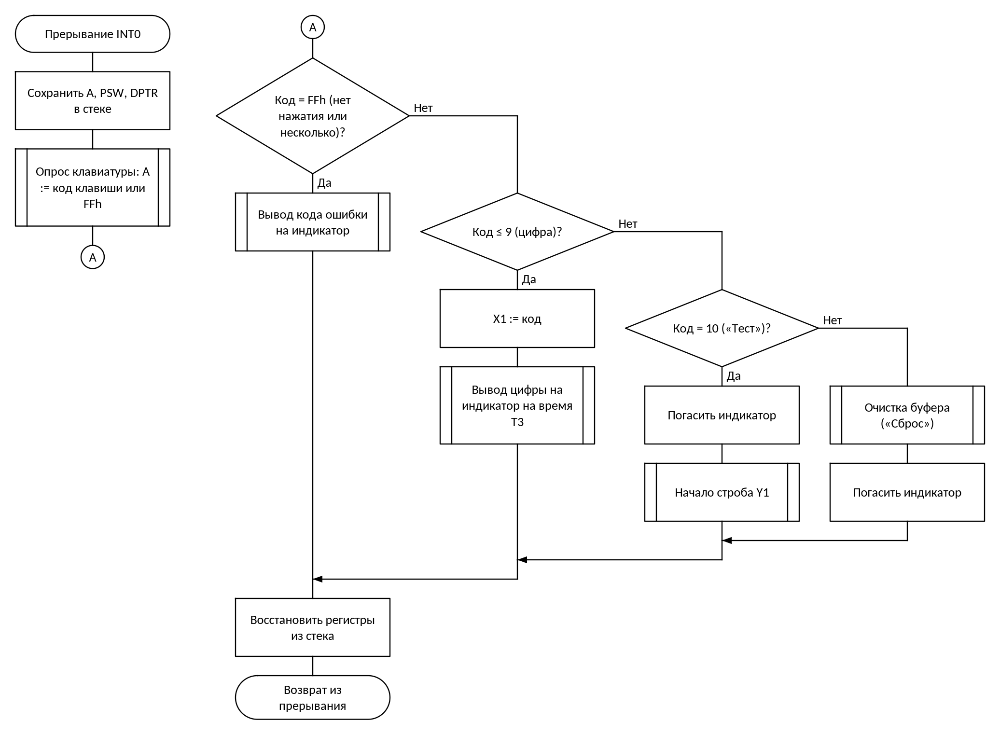 Прерывание INT0
Сохранить A, PSW, DPTR
в стеке
Опрос клавиатуры: A
:= код клавиши или
FFh
A
A
Код = FFh (нет
нажатия или
несколько)?
Нет
Да
Вывод кода ошибки
на индикатор
Код ≤ 9 (цифра)?
Нет
Да
X1 := код
Вывод цифры на
индикатор на время
T3
Код = 10 («Тест»)?
Нет
Да
Погасить индикатор
Начало строба Y1
Очистка буфера
(«Сброс»)
Погасить индикатор
Восстановить регистры
из стека
Возврат из
прерывания